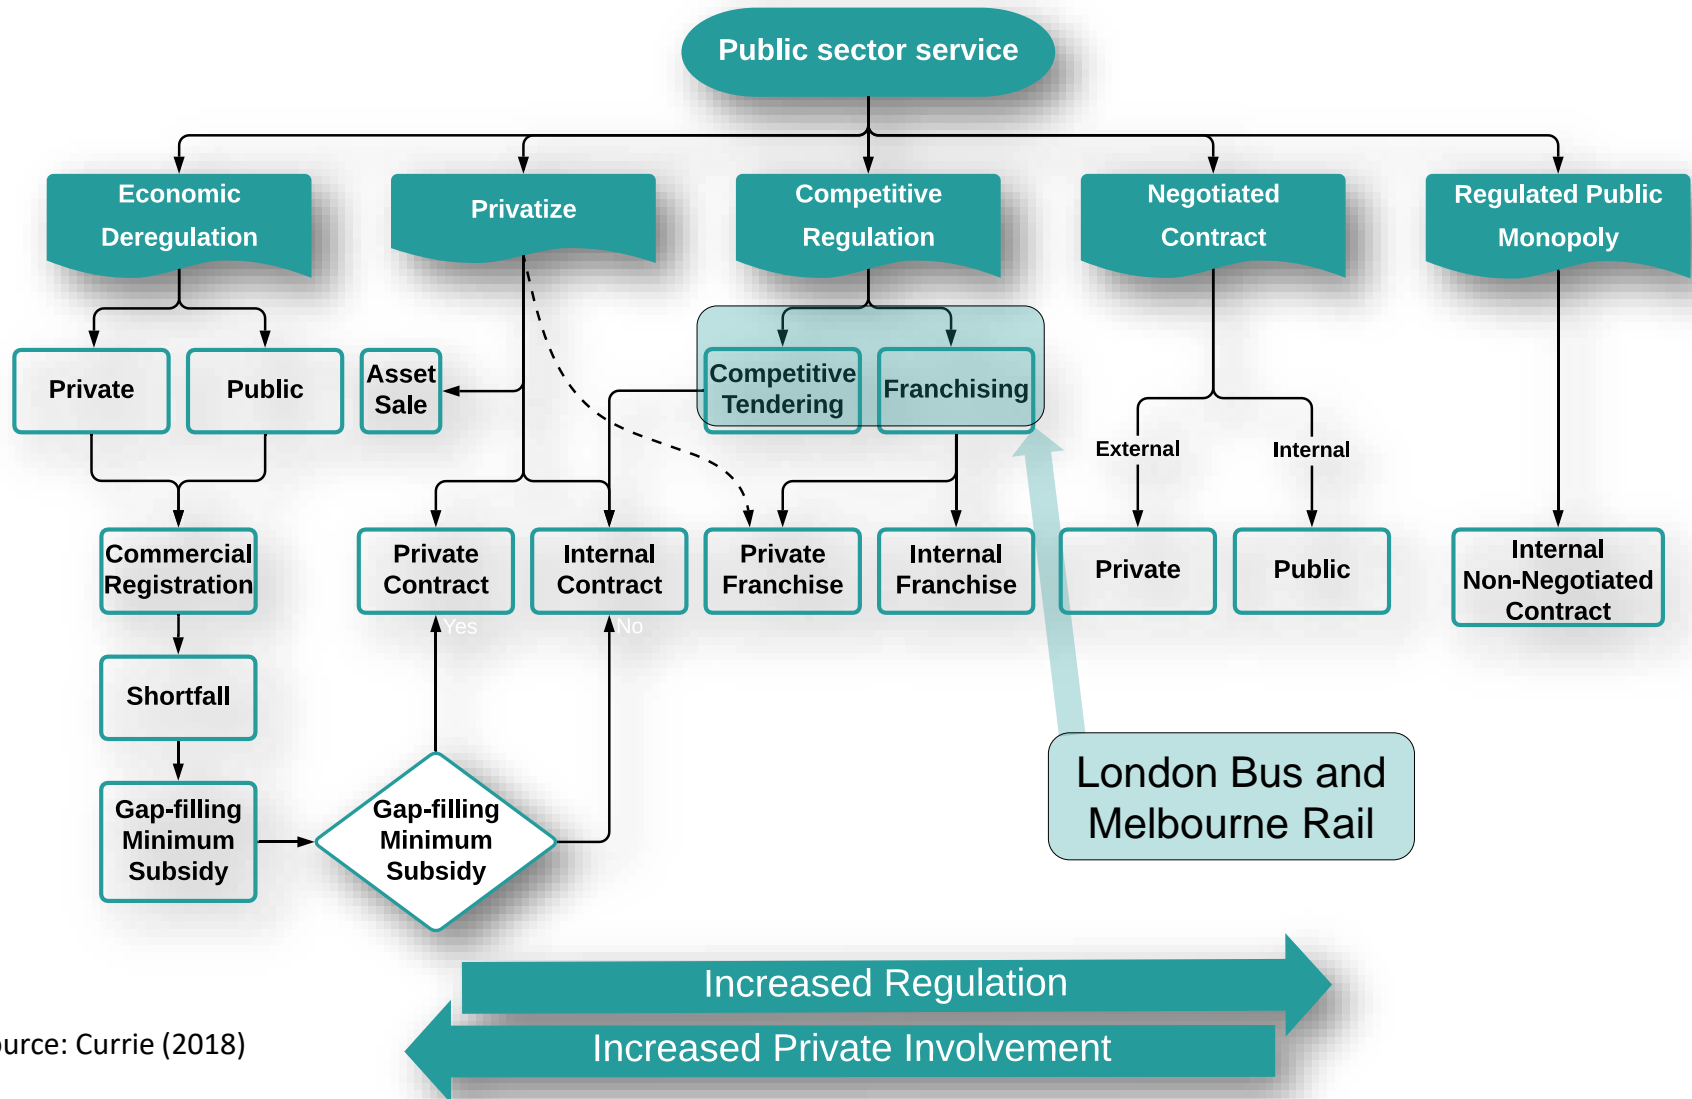 Public sector service
Economic
Deregulation
Privatize
Competitive
Regulation
Negotiated
Contract
Regulated Public
Monopoly
Private
Public
Asset
Sale
Competitive
Tendering
Franchising
External
Internal
Commercial
Registration
Private
Contract
Internal
Contract
Private
Franchise
Internal
Franchise
Private
Public
Internal
Non-Negotiated
Contract
Yes
No
Shortfall
Gap-filling
Minimum
Subsidy
Gap-filling
Minimum
Subsidy
London Bus and
Melbourne Rail
Increased Regulation
Increased Private Involvement
ource: Currie (2018)